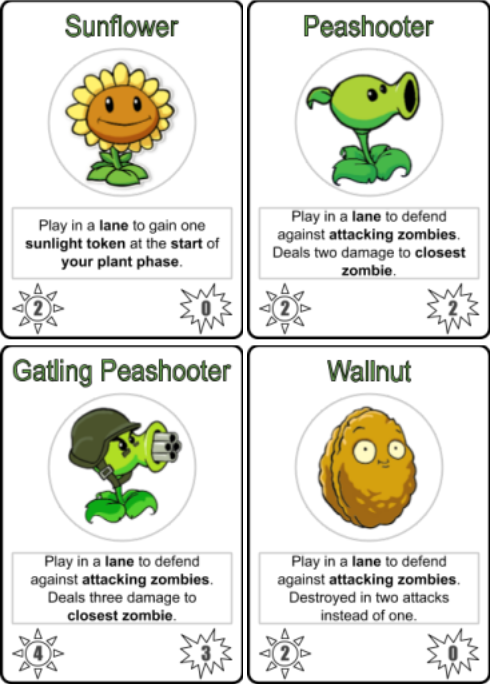 Sunflower
Play in a lane to gain one
sunlight token at the start of
your plant phase.
2
0
Peashooter
Play in a lane to defend
against attacking zombies.
Deals two damage to closest
zombie.
2
2
Gatling Peashooter
Play in a lane to defend
against attacking zombies.
Deals three damage to
closest zombie.
4
3
Wallnut
Play in a lane to defend
against attacking zombies.
Destroyed in two attacks
instead of one.
2
0